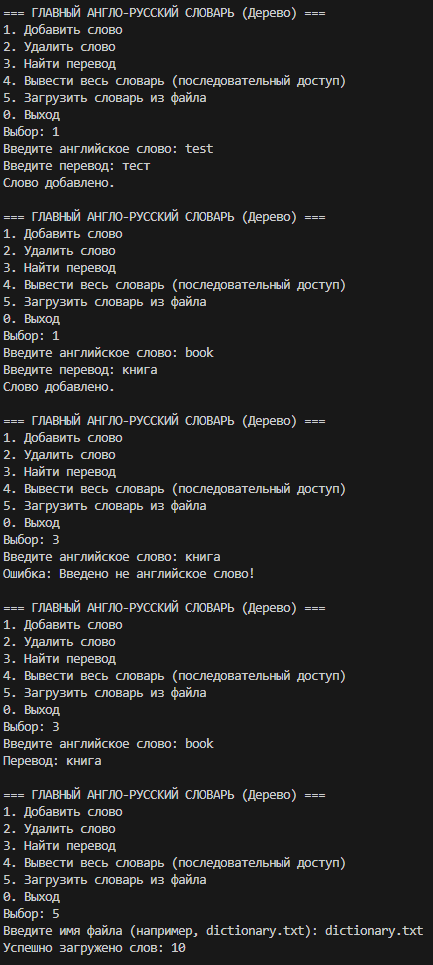 === ГЛАВНЫЙ АНГЛО-РУССКИЙ СЛОВАРЬ (Дерево) ===
1. Добавить слово
2. Удалить слово
3. Найти перевод
4. Вывести весь словарь (последовательный доступ)
5. Загрузить словарь из файла
0. Выход
Выбор: 1
Введите английское слово: test
Введите перевод: тест
Слово добавлено.

=== ГЛАВНЫЙ АНГЛО-РУССКИЙ СЛОВАРЬ (Дерево) ===
1. Добавить слово
2. Удалить слово
3. Найти перевод
4. Вывести весь словарь (последовательный доступ)
5. Загрузить словарь из файла
0. Выход
Выбор: 1
Введите английское слово: book
Введите перевод: книга
Слово добавлено.

=== ГЛАВНЫЙ АНГЛО-РУССКИЙ СЛОВАРЬ (Дерево) ===
1. Добавить слово
2. Удалить слово
3. Найти перевод
4. Вывести весь словарь (последовательный доступ)
5. Загрузить словарь из файла
0. Выход
Выбор: 3
Введите английское слово: книга
Ошибка: Введено не английское слово!

=== ГЛАВНЫЙ АНГЛО-РУССКИЙ СЛОВАРЬ (Дерево) ===
1. Добавить слово
2. Удалить слово
3. Найти перевод
4. Вывести весь словарь (последовательный доступ)
5. Загрузить словарь из файла
0. Выход
Выбор: 3
Введите английское слово: book
Перевод: книга

=== ГЛАВНЫЙ АНГЛО-РУССКИЙ СЛОВАРЬ (Дерево) ===
1. Добавить слово
2. Удалить слово
3. Найти перевод
4. Вывести весь словарь (последовательный доступ)
5. Загрузить словарь из файла
0. Выход
Выбор: 5
Введите имя файла (например, dictionary.txt): dictionary.txt
Успешно загружено слов: 10